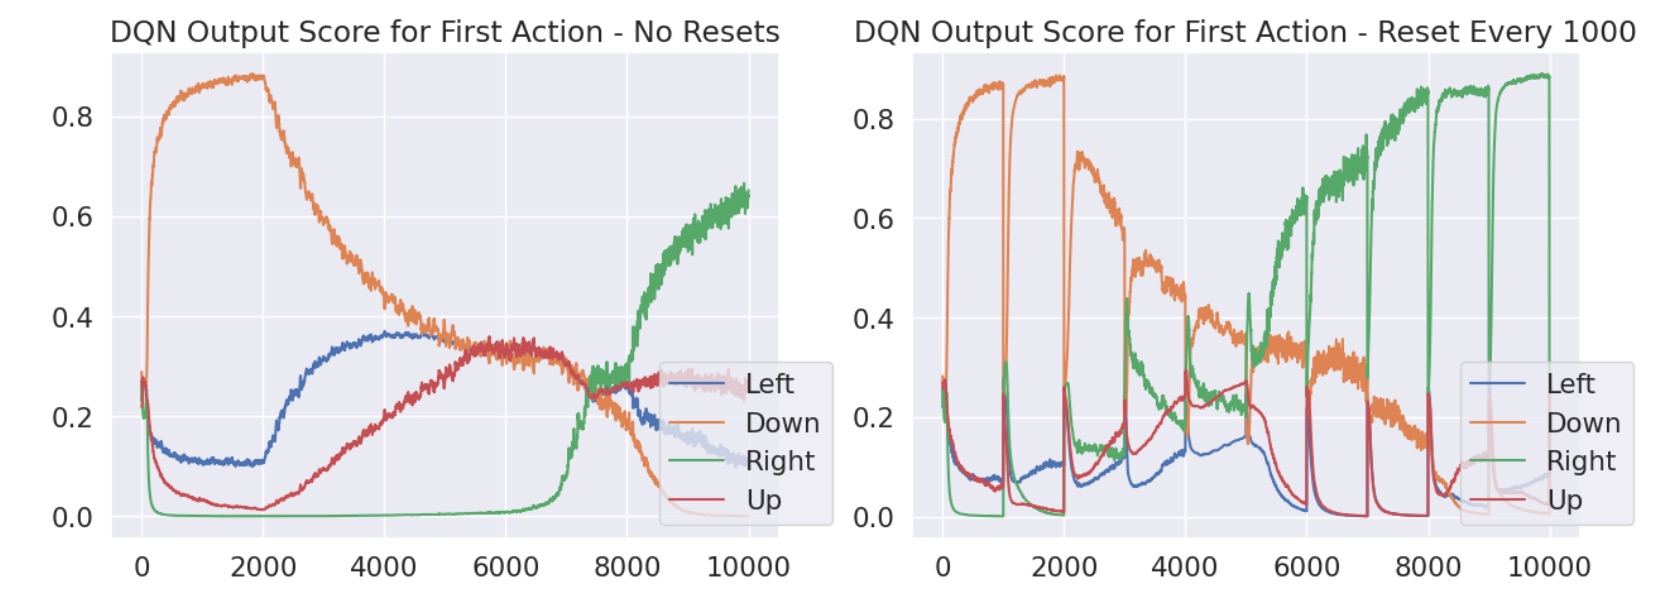 DQN Output Score for First Action - No Resets
0.8
0.6
0.4
0.2
0.0
0 2000 4000 6000 8000 10000
Left
Down
Right
Up
DQN Output Score for First Action - Reset Every 1000
0.8
0.6
0.4
0.2
0.0
0 2000 4000 6000 8000 10000
Left
Down
Right
Up